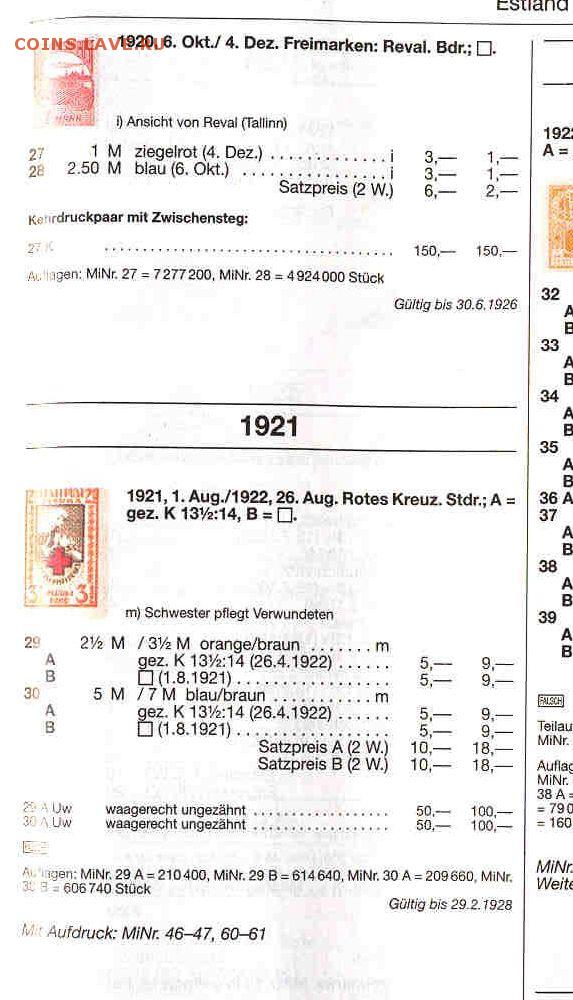 Estland
COINS.LAVE.RU
1920, 6. Okt./ 4. Dez. Freimarken: Reval. Bdr.; □.
i) Ansicht von Reval (Tallinn)
27 1 M ziegelrot (4. Dez.) . . . . . . . . . . . . . i 3,— 1,—
28 2.50 M blau (6. Okt.) . . . . . . . . . . . . . . . . i 3,— 1,—
Satzpreis (2 W.) 6,— 2,—
Kehrdruckpaar mit Zwischensteg:
27 K . . . . . . . . . . . . . . . . . . . . . . . . . . . . . . . . . . . . . 150,— 150,—
Auflagen: MiNr. 27 = 7 277 200, MiNr. 28 = 4 924 000 Stück
Gültig bis 30.6.1926
1921
1921, 1. Aug./1922, 26. Aug. Rotes Kreuz. Stdr.; A =
gez. K 13½:14, B = □.
m) Schwester pflegt Verwundeten
29 2½ M / 3½ M orange/braun . . . . . . . m
A gez. K 13½:14 (26.4.1922) . . . . . . 5,— 9,—
B □ (1.8.1921) . . . . . . . . . . . . . . . . . 5,— 9,—
30 5 M / 7 M blau/braun . . . . . . . . . . . m
A gez. K 13½:14 (26.4.1922) . . . . . . 5,— 9,—
B □ (1.8.1921) . . . . . . . . . . . . . . . . . 5,— 9,—
Satzpreis A (2 W.) 10,— 18,—
Satzpreis B (2 W.) 10,— 18,—
29 A Uw waagerecht ungezähnt . . . . . . . . . . . . . . . . . 50,— 100,—
30 A Uw waagerecht ungezähnt . . . . . . . . . . . . . . . . . 50,— 100,—
Auflagen: MiNr. 29 A = 210 400, MiNr. 29 B = 614 640, MiNr. 30 A = 209 660, MiNr.
30 B = 606 740 Stück
Gültig bis 29.2.1928
Mit Aufdruck: MiNr. 46–47, 60–61
1922
A =
32
A
B
33
A
B
34
A
B
35
A
B
36 A
37
A
B
38
A
B
39
A
B
FALSCH
Teilau
MiNr.
Auflag
MiNr.
38 A =
= 79 0
= 160
MiNr.
Weite